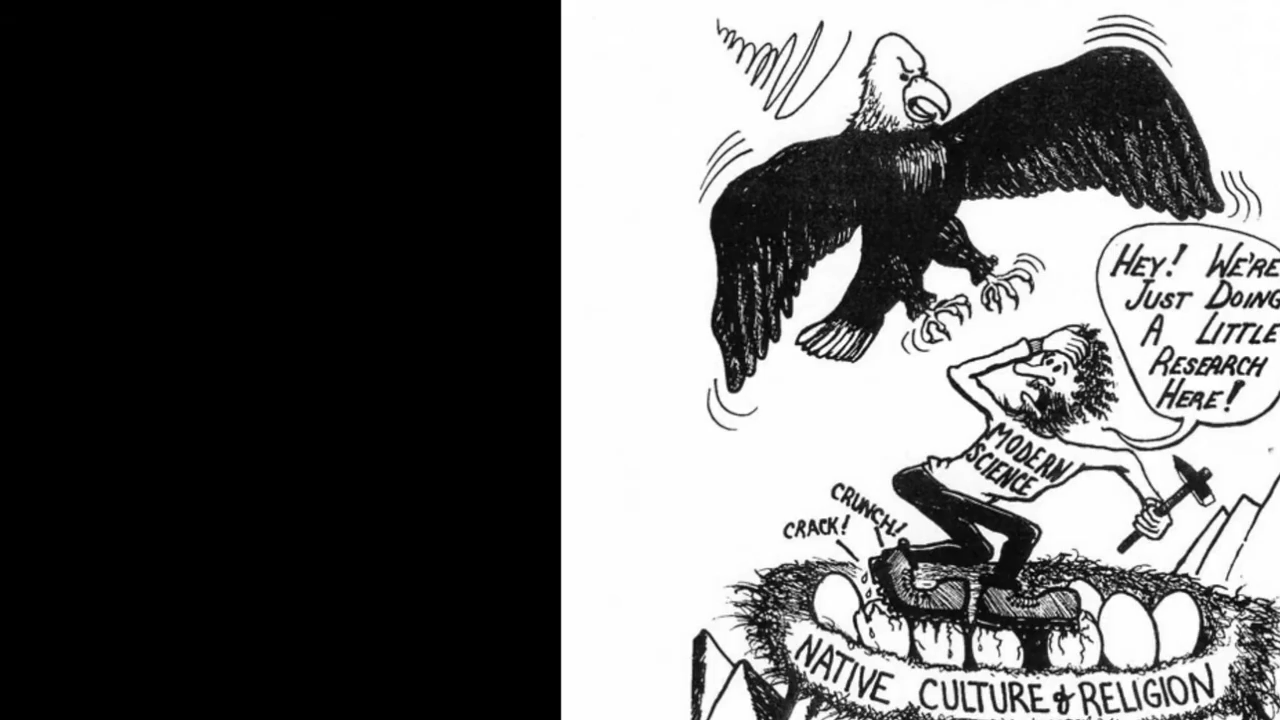 HEY! WE'RE
JUST DOING
A LITTLE
RESEARCH
HERE!
MODERN
SCIENCE
CRUNCH!
CRACK!
NATIVE CULTURE & RELIGION